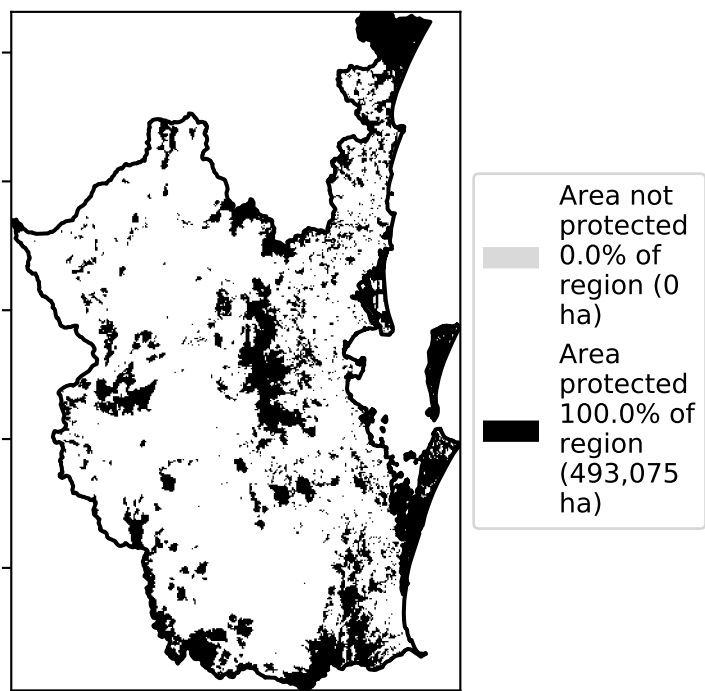 Area not
protected
0.0% of
region (0
ha)
Area
protected
100.0% of
region
(493,075
ha)